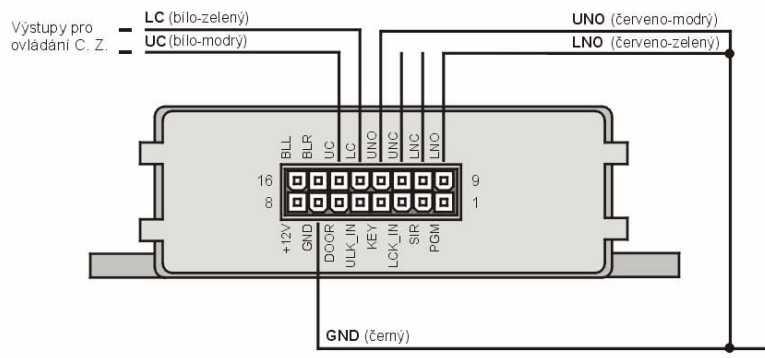 Výstupy pro
ovládání C. Z.
LC (bílo-zelený)
UC (bílo-modrý)
UNO (červeno-modrý)
LNO (červeno-zelený)
BLL
BLR
UC
LC
UNO
UNC
LNC
LNO
16
9
8
1
+12V
GND
DOOR
ULK_IN
KEY
LCK_IN
SIR
PGM
GND (černý)